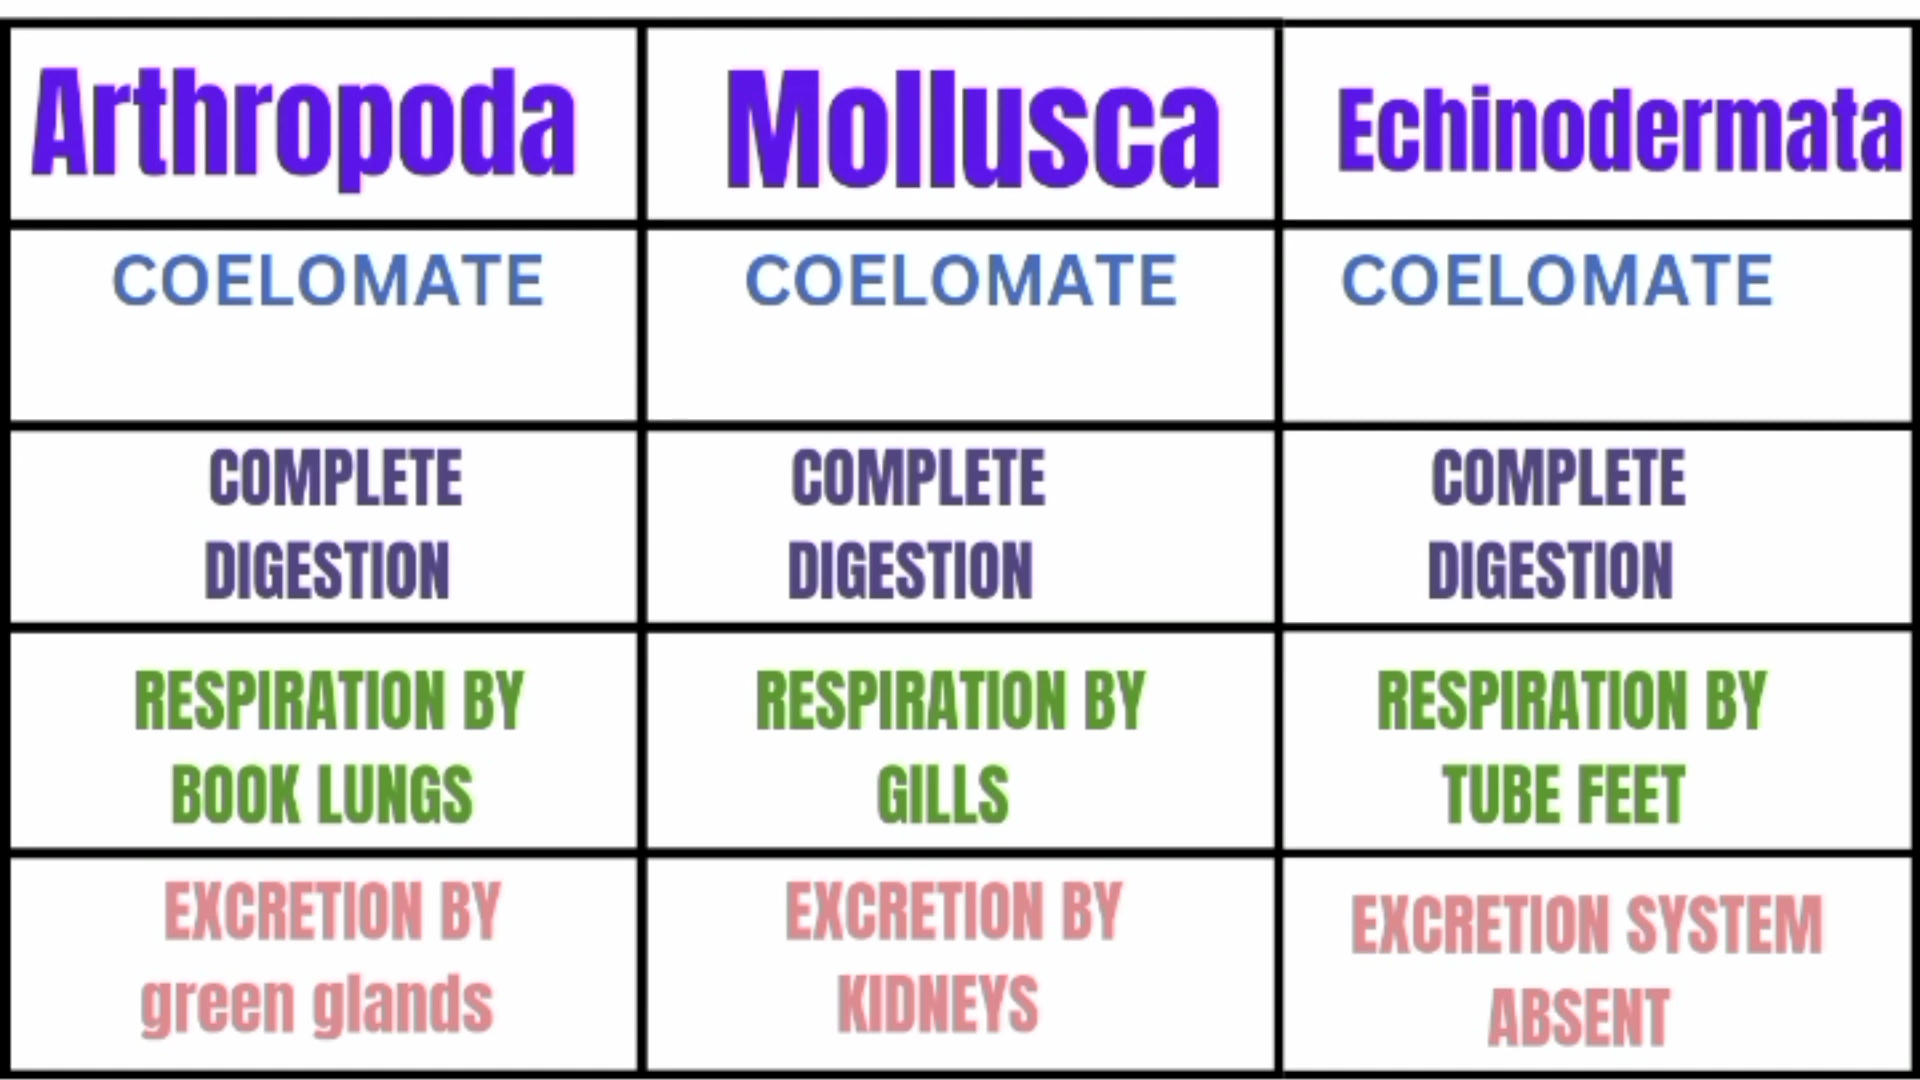 Arthropoda
Mollusca
Echinodermata
COELOMATE
COELOMATE
COELOMATE
COMPLETE
DIGESTION
COMPLETE
DIGESTION
COMPLETE
DIGESTION
RESPIRATION BY
BOOK LUNGS
RESPIRATION BY
GILLS
RESPIRATION BY
TUBE FEET
EXCRETION BY
green glands
EXCRETION BY
KIDNEYS
EXCRETION SYSTEM
ABSENT